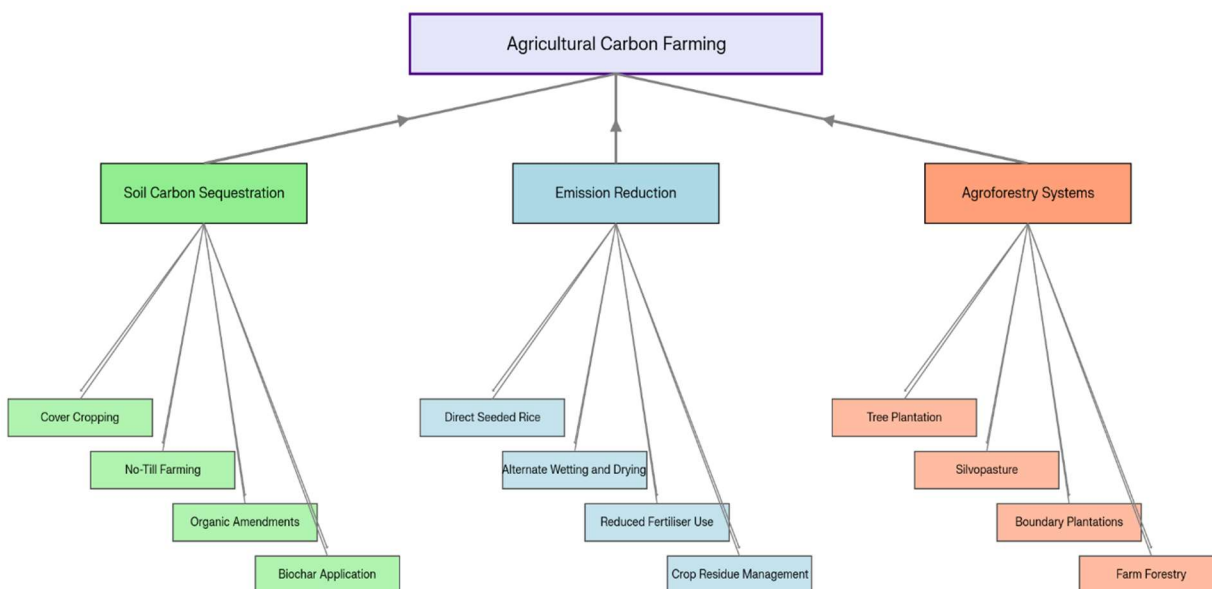 Agricultural Carbon Farming
Soil Carbon Sequestration
Emission Reduction
Agroforestry Systems
Cover Cropping
Direct Seeded Rice
Tree Plantation
No-Till Farming
Alternate Wetting and Drying
Silvopasture
Organic Amendments
Reduced Fertiliser Use
Boundary Plantations
Biochar Application
Crop Residue Management
Farm Forestry